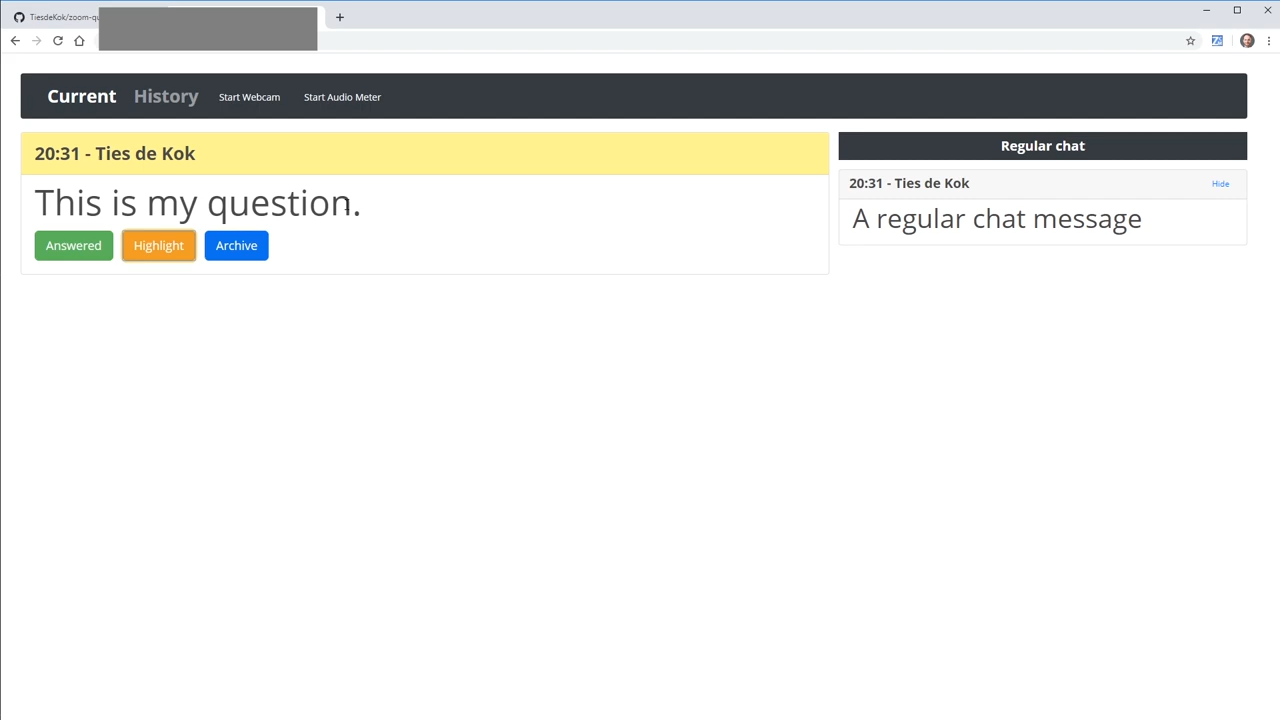 TiesdeKok/zoom-qu
Current History Start Webcam Start Audio Meter
20:31 - Ties de Kok
This is my question.
Answered Highlight Archive
Regular chat
20:31 - Ties de Kok Hide
A regular chat message